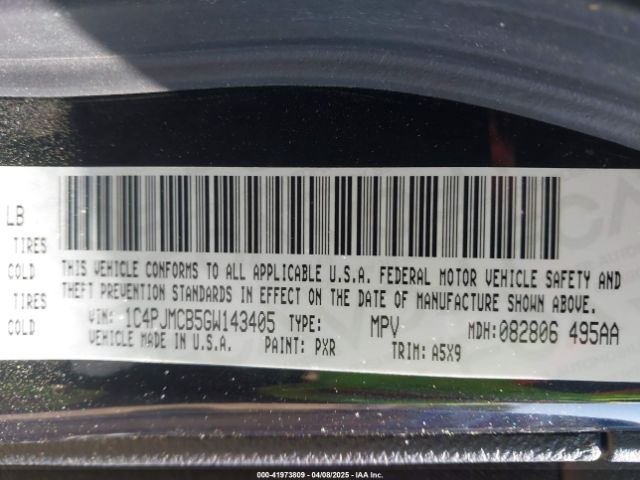 LB
TIRES
COLD
TIRES
COLD
THIS VEHICLE CONFORMS TO ALL APPLICABLE U.S.A. FEDERAL MOTOR VEHICLE SAFETY AND
THEFT PREVENTION STANDARDS IN EFFECT ON THE DATE OF MANUFACTURE SHOWN ABOVE.
VIN: 1C4PJMCB5GW143405 TYPE: MPV MDH:082806 495AA
VEHICLE MADE IN U.S.A. PAINT: PXR TRIM: A5X9
000-41973809 - 04/08/2025 - IAA Inc.